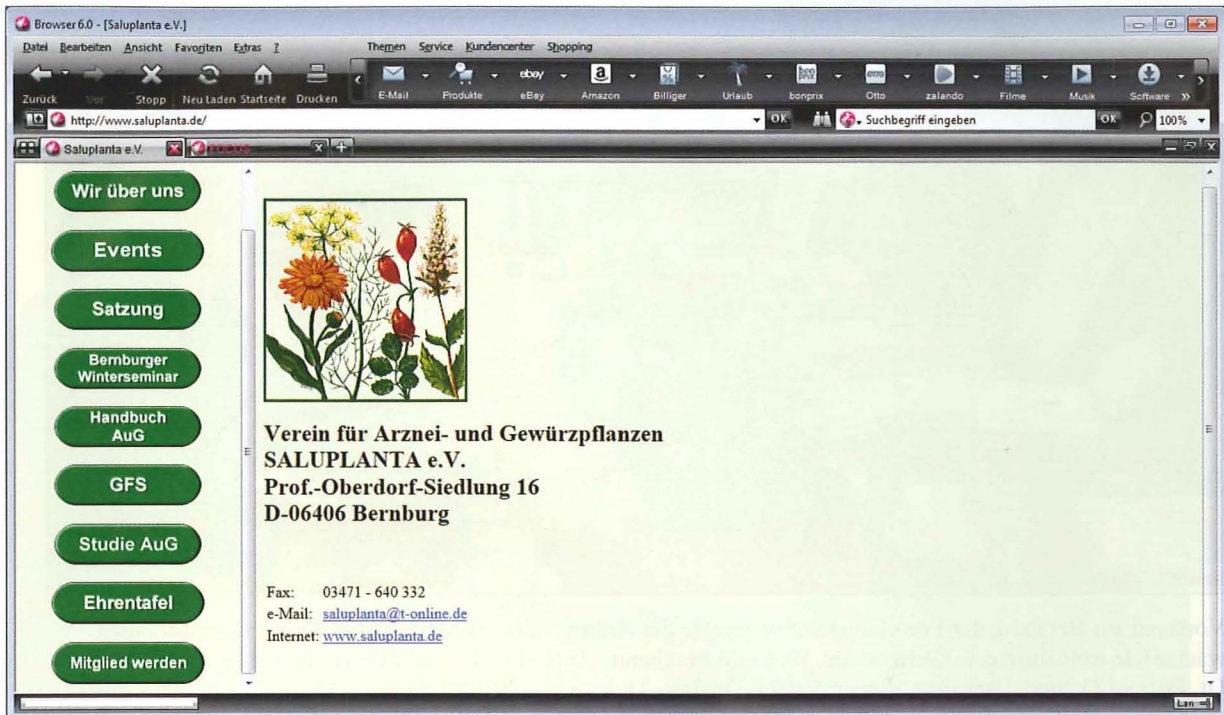 Browser 6.0 - [Saluplanta e.V.]
Datei Bearbeiten Ansicht Favoriten Extras ? Themen Service Kundencenter Shopping
Zurück Vor Stopp Neu Laden Startseite Drucken E-Mail Produkte eBay Amazon Billiger Urlaub bonprix Otto zalando Filme Musik Software »
http://www.saluplanta.de/ OK Suchbegriff eingeben OK 100%
Saluplanta e.V. FOCUS
Wir über uns
Events
Satzung
Bernburger
Winterseminar
Handbuch
AuG
GFS
Studie AuG
Ehrentafel
Mitglied werden
Verein für Arznei- und Gewürzpflanzen
SALUPLANTA e.V.
Prof.-Oberdorf-Siedlung 16
D-06406 Bernburg
Fax: 03471 - 640 332
e-Mail: saluplanta@t-online.de
Internet: www.saluplanta.de
Lan